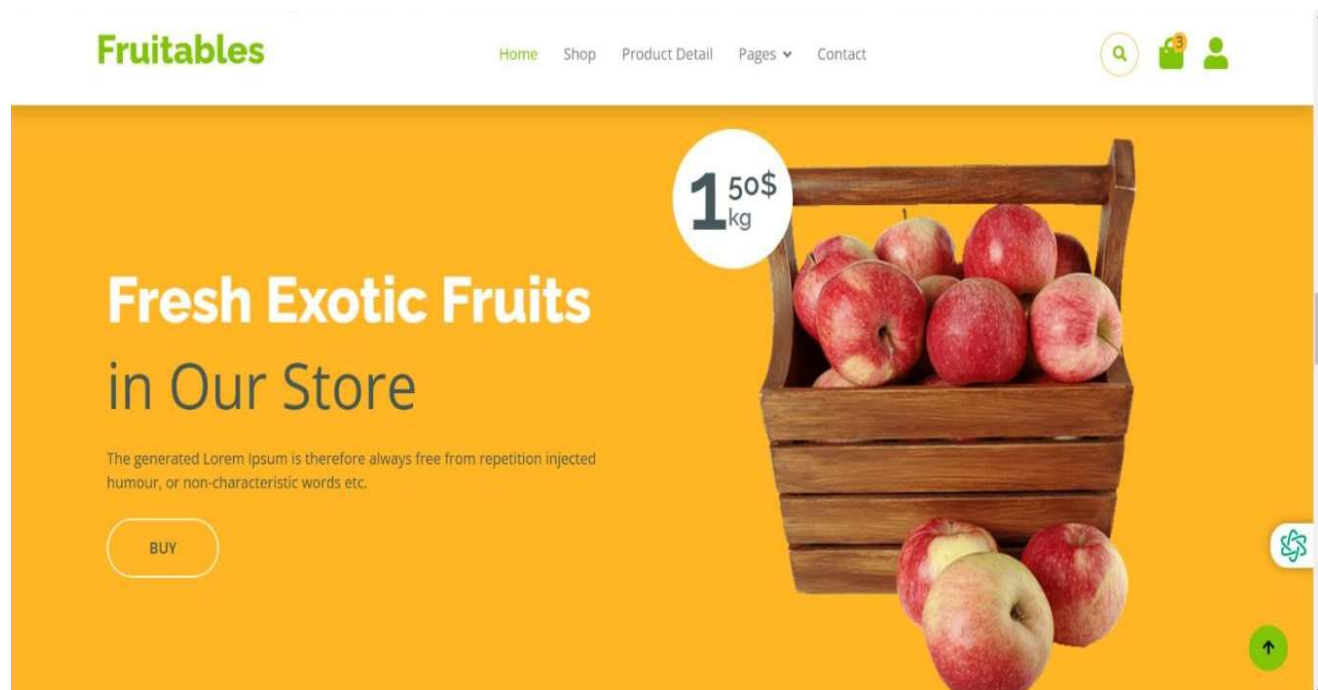 Fruitables
Home Shop Product Detail Pages Contact
3
1 50$
kg
Fresh Exotic Fruits
in Our Store
The generated Lorem Ipsum is therefore always free from repetition injected
humour, or non-characteristic words etc.
BUY